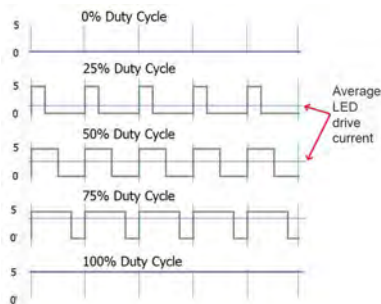 0% Duty Cycle
5
0
25% Duty Cycle
5
0
Average
LED
drive
current
50% Duty Cycle
5
0
75% Duty Cycle
5
0
100% Duty Cycle
5
0